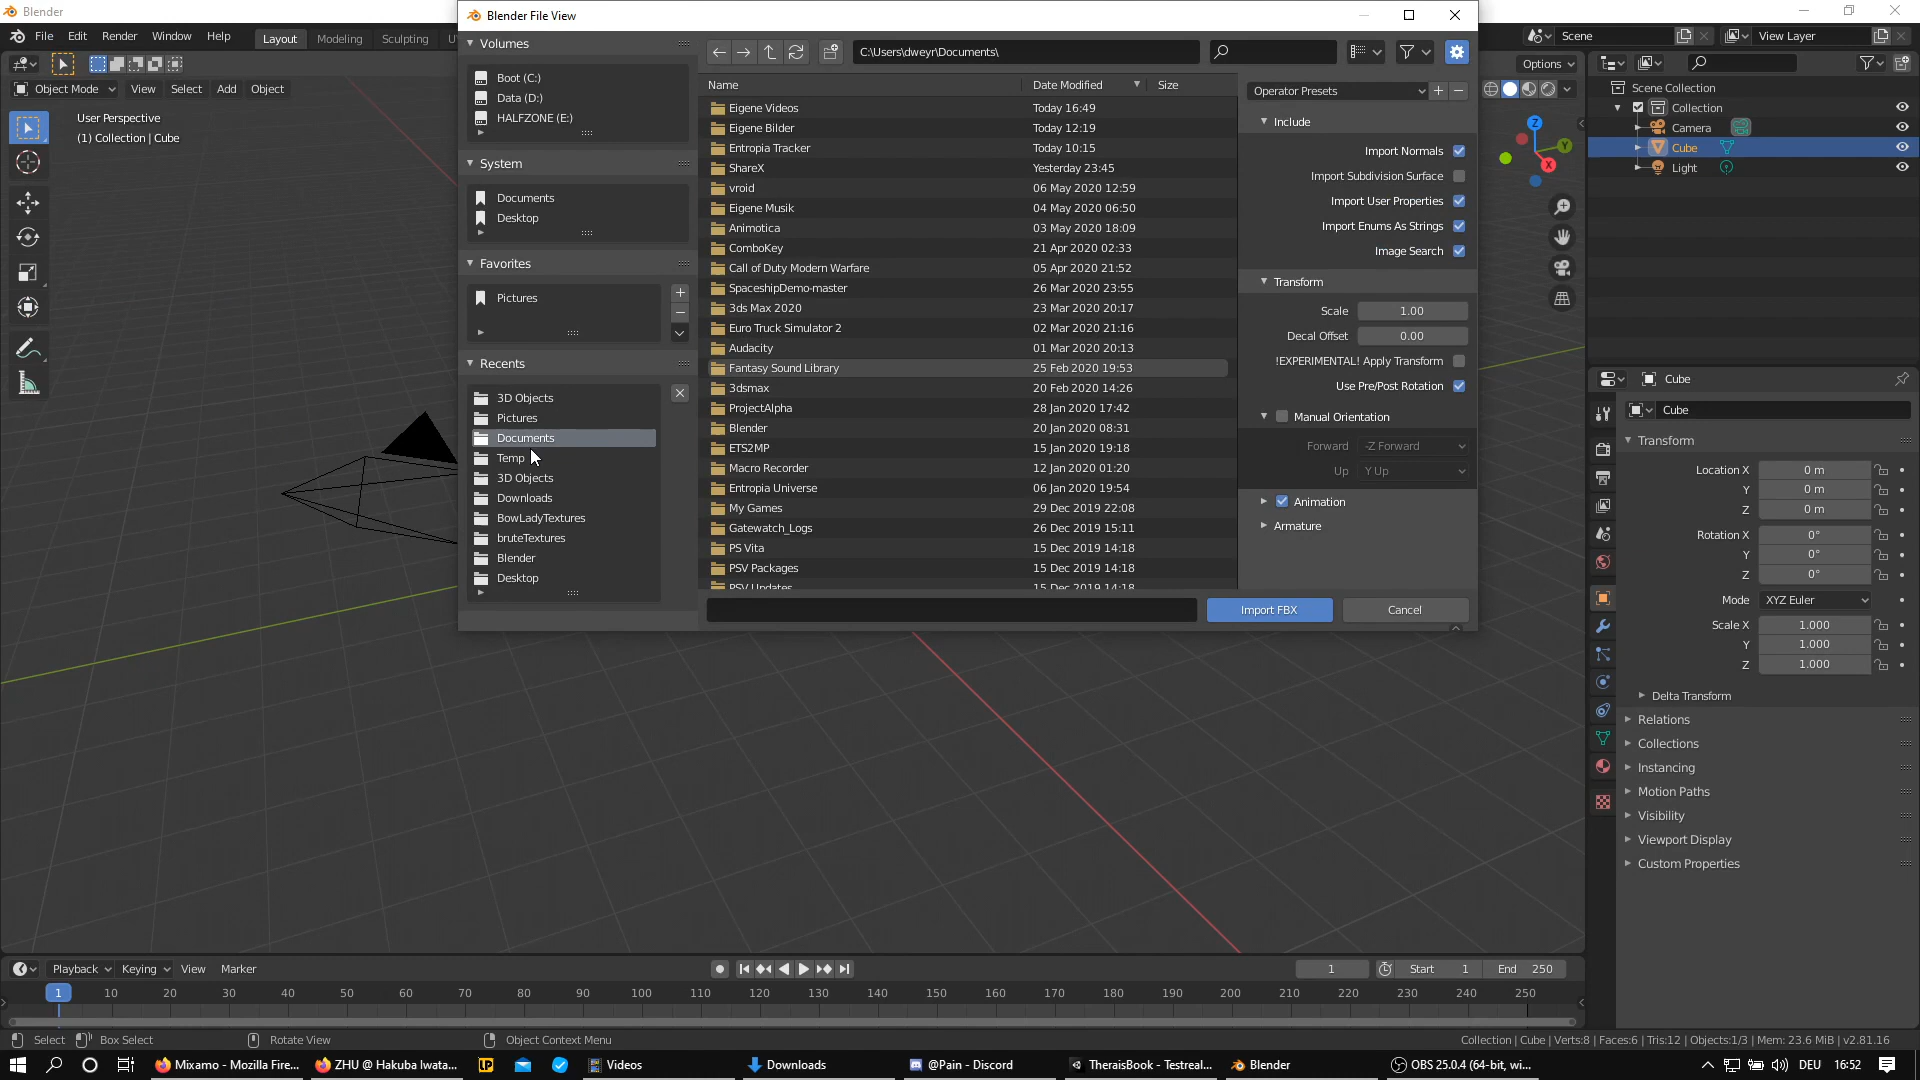 Blender
Blender File View
File Edit Render Window Help
Layout Modeling Sculpting U
Scene
View Layer
Object Mode View Select Add Object
Options
User Perspective
(1) Collection | Cube
Volumes
Boot (C:)
Data (D:)
HALFZONE (E:)
System
Documents
Desktop
Favorites
Pictures
Recents
3D Objects
Pictures
Documents
Temp
3D Objects
Downloads
BowLadyTextures
bruteTextures
Blender
Desktop
C:\Users\dweyr\Documents\
Name Date Modified Size
Eigene Videos Today 16:49
Eigene Bilder Today 12:19
Entropia Tracker Today 10:15
ShareX Yesterday 23:45
vroid 06 May 2020 12:59
Eigene Musik 04 May 2020 06:50
Animotica 03 May 2020 18:09
ComboKey 21 Apr 2020 02:33
Call of Duty Modern Warfare 05 Apr 2020 21:52
SpaceshipDemo-master 26 Mar 2020 23:55
3ds Max 2020 23 Mar 2020 20:17
Euro Truck Simulator 2 02 Mar 2020 21:16
Audacity 01 Mar 2020 20:13
Fantasy Sound Library 25 Feb 2020 19:53
3dsmax 20 Feb 2020 14:26
ProjectAlpha 28 Jan 2020 17:42
Blender 20 Jan 2020 08:31
ETS2MP 15 Jan 2020 19:18
Macro Recorder 12 Jan 2020 01:20
Entropia Universe 06 Jan 2020 19:54
My Games 29 Dec 2019 22:08
Gatewatch_Logs 26 Dec 2019 15:11
PS Vita 15 Dec 2019 14:18
PSV Packages 15 Dec 2019 14:18
PSV Updates 15 Dec 2019 14:18
Import FBX
Cancel
Operator Presets
Include
Import Normals
Import Subdivision Surface
Import User Properties
Import Enums As Strings
Image Search
Transform
Scale 1.00
Decal Offset 0.00
!EXPERIMENTAL! Apply Transform
Use Pre/Post Rotation
Manual Orientation
Forward -Z Forward
Up Y Up
Animation
Armature
Z
Y
X
Scene Collection
Collection
Camera
Cube
Light
Cube
Cube
Transform
Location X 0 m
Y 0 m
Z 0 m
Rotation X 0°
Y 0°
Z 0°
Mode XYZ Euler
Scale X 1.000
Y 1.000
Z 1.000
Delta Transform
Relations
Collections
Instancing
Motion Paths
Visibility
Viewport Display
Custom Properties
Playback Keying View Marker
1 Start 1 End 250
1 10 20 30 40 50 60 70 80 90 100 110 120 130 140 150 160 170 180 190 200 210 220 230 240 250
Select Box Select Rotate View Object Context Menu
Collection | Cube | Verts:8 | Faces:6 | Tris:12 | Objects:1/3 | Mem: 23.6 MiB | v2.81.16
Mixamo - Mozilla Fire... ZHU @ Hakuba Iwata... Videos Downloads @Pain - Discord TheraisBook - Testreal... Blender OBS 25.0.4 (64-bit, wi... DEU 16:52